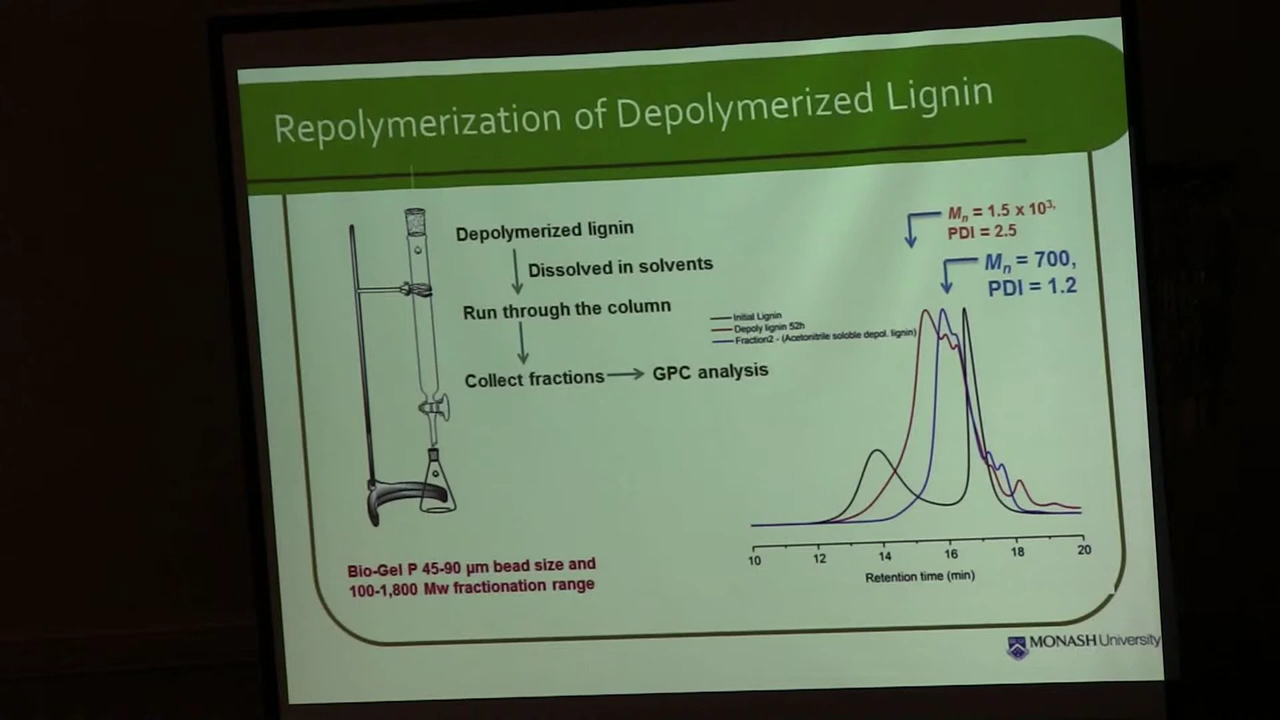 Repolymerization of Depolymerized Lignin
Depolymerized lignin
Dissolved in solvents
Run through the column
Collect fractions
GPC analysis
Bio-Gel P 45-90 µm bead size and
100-1,800 Mw fractionation range
Mn = 1.5 x 10³,
PDI = 2.5
Mn = 700,
PDI = 1.2
Initial Lignin
Depoly lignin 52h
Fraction2 - (Acetonitrile soloble depol. lignin)
10 12 14 16 18 20
Retention time (min)
MONASH University